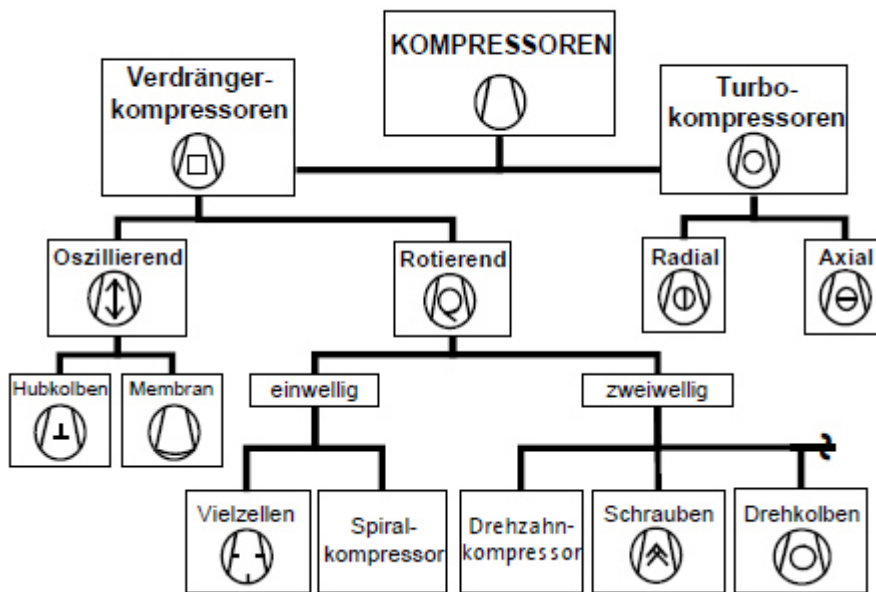 KOMPRESSOREN
Verdränger-
kompressoren
Turbo-
kompressoren
Oszillierend
Rotierend
Radial
Axial
Hubkolben
Membran
einwellig
zweiwellig
Vielzellen
Spiral-
kompressor
Drehzahn-
kompressor
Schrauben
Drehkolben